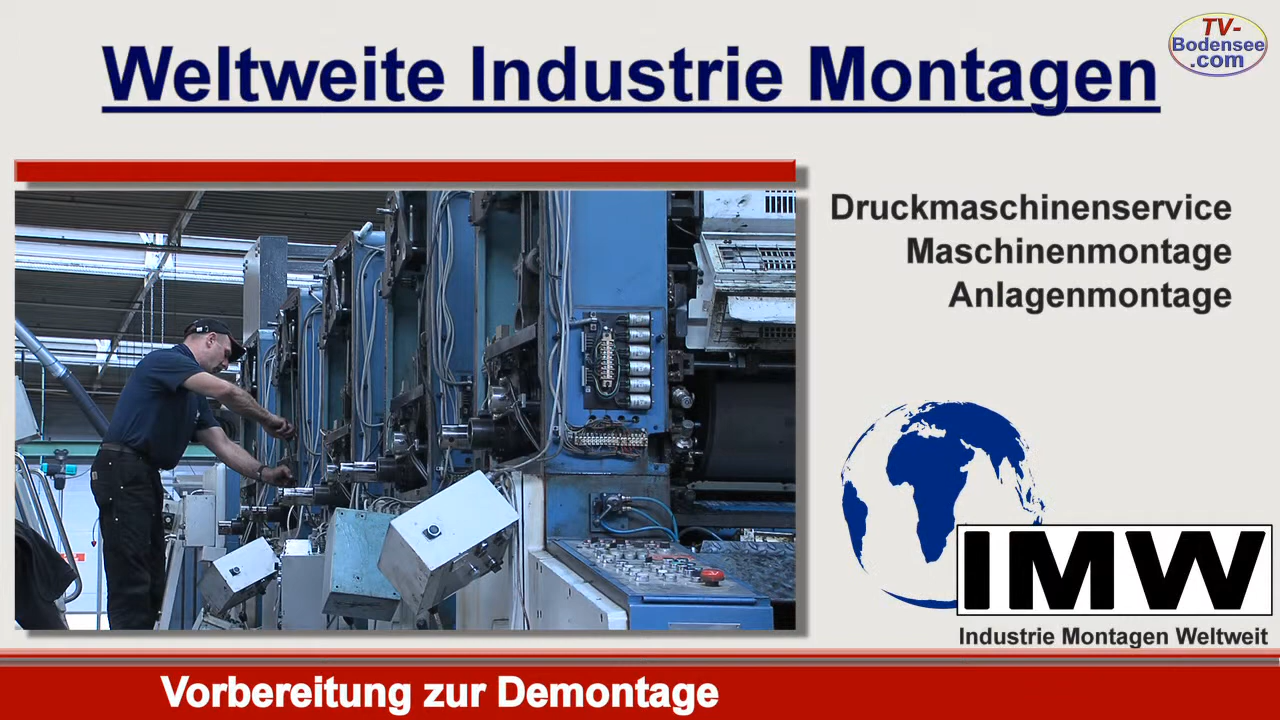 Weltweite Industrie Montagen
TV-
Bodensee
.com
Druckmaschinenservice
Maschinenmontage
Anlagenmontage
IMW
Industrie Montagen Weltweit
Vorbereitung zur Demontage